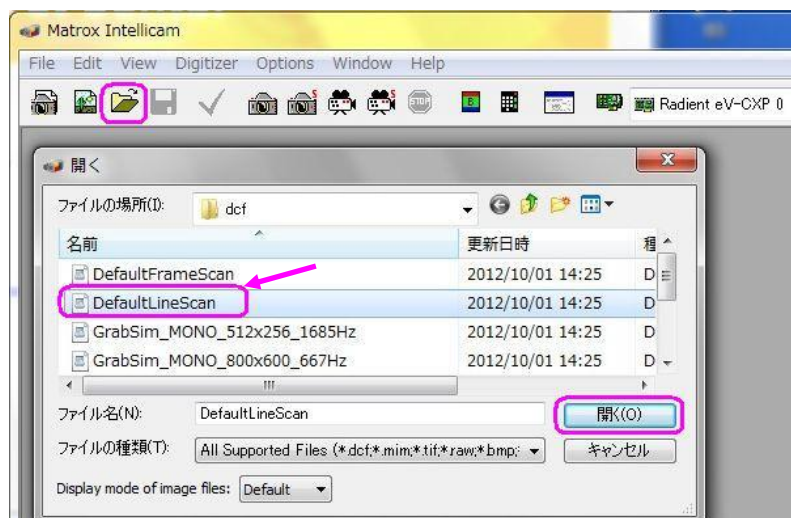 Matrox Intellicam
File Edit View Digitizer Options Window Help
STOP
Radient eV-CXP 0
開く
ファイルの場所(I):
dcf
名前
更新日時
種
DefaultFrameScan
2012/10/01 14:25
D
DefaultLineScan
2012/10/01 14:25
D
GrabSim_MONO_512x256_1685Hz
2012/10/01 14:25
D
GrabSim_MONO_800x600_667Hz
2012/10/01 14:25
D
ファイル名(N):
DefaultLineScan
開く(O)
ファイルの種類(T):
All Supported Files (*.dcf;*.mim;*.tif;*.raw;*.bmp;
キャンセル
Display mode of image files:
Default